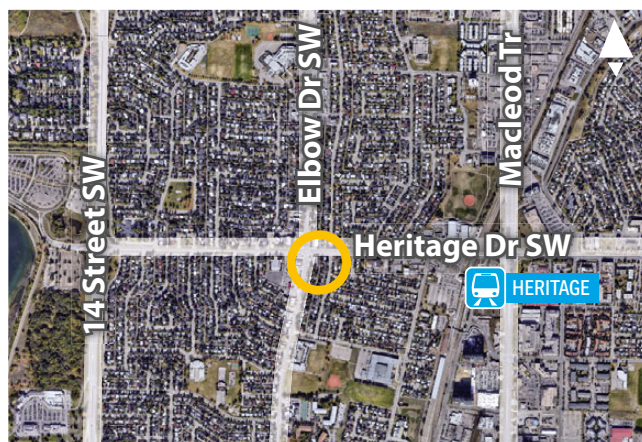 14 Street SW
Elbow Dr SW
Macleod Tr
Heritage Dr SW
HERITAGE